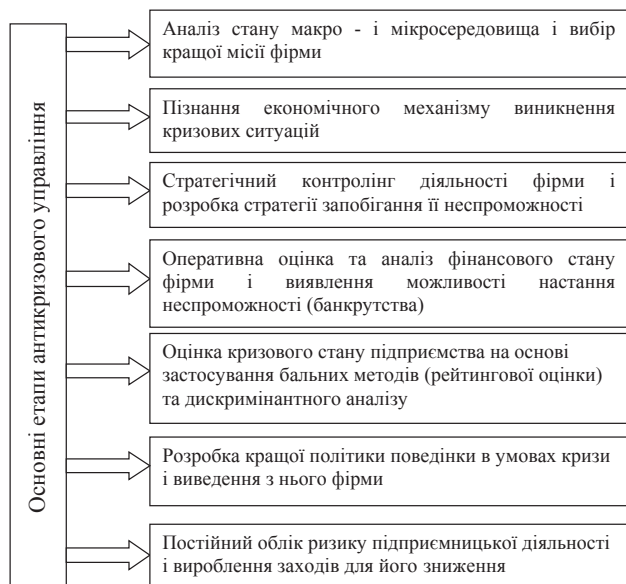 Основні етапи антикризового управління
Аналіз стану макро - і мікросередовища і вибір
кращої місії фірми
Пізнання економічного механізму виникнення
кризових ситуацій
Стратегічний контролінг діяльності фірми і
розробка стратегії запобігання її неспроможності
Оперативна оцінка та аналіз фінансового стану
фірми і виявлення можливості настання
неспроможності (банкрутства)
Оцінка кризового стану підприємства на основі
застосування бальних методів (рейтингової оцінки)
та дискримінантного аналізу
Розробка кращої політики поведінки в умовах кризи
і виведення з нього фірми
Постійний облік ризику підприємницької діяльності
і вироблення заходів для його зниження